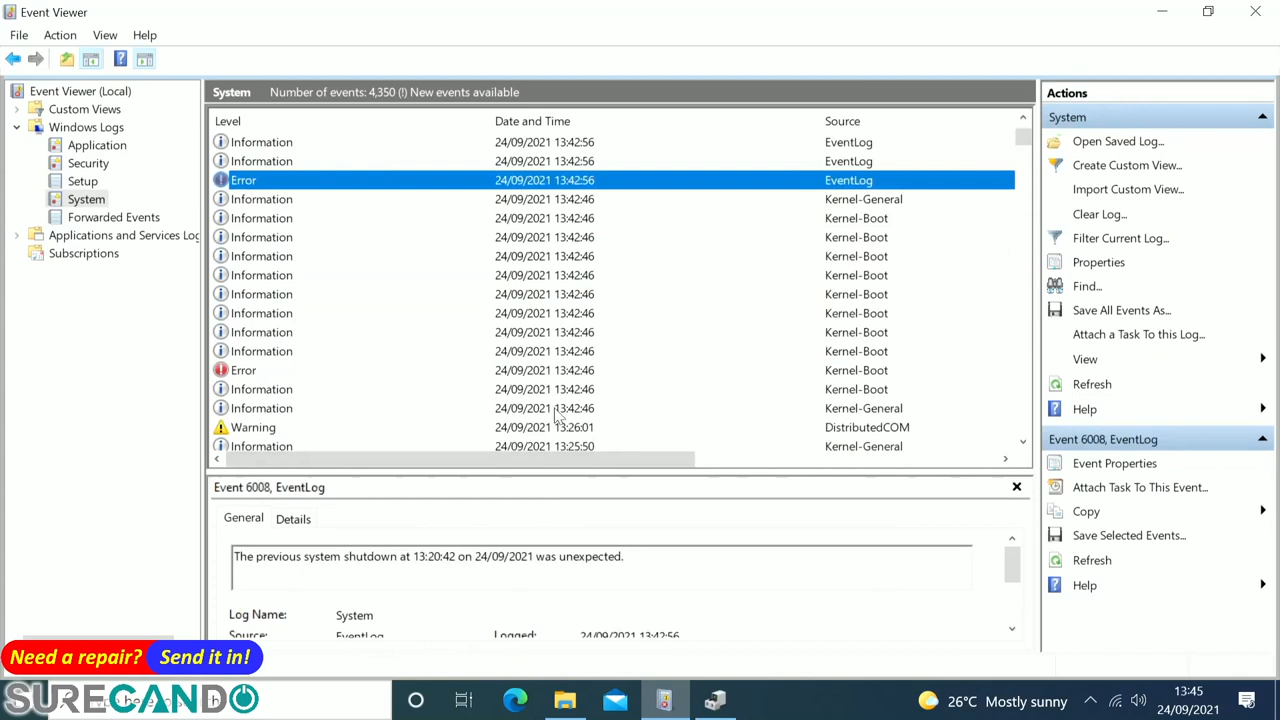 Event Viewer
File Action View Help
Event Viewer (Local)
Custom Views
Windows Logs
Application
Security
Setup
System
Forwarded Events
Applications and Services Log
Subscriptions
System Number of events: 4,350 (!) New events available
Level Date and Time Source
Information 24/09/2021 13:42:56 EventLog
Information 24/09/2021 13:42:56 EventLog
Error 24/09/2021 13:42:56 EventLog
Information 24/09/2021 13:42:46 Kernel-General
Information 24/09/2021 13:42:46 Kernel-Boot
Information 24/09/2021 13:42:46 Kernel-Boot
Information 24/09/2021 13:42:46 Kernel-Boot
Information 24/09/2021 13:42:46 Kernel-Boot
Information 24/09/2021 13:42:46 Kernel-Boot
Information 24/09/2021 13:42:46 Kernel-Boot
Information 24/09/2021 13:42:46 Kernel-Boot
Information 24/09/2021 13:42:46 Kernel-Boot
Error 24/09/2021 13:42:46 Kernel-Boot
Information 24/09/2021 13:42:46 Kernel-Boot
Information 24/09/2021 13:42:46 Kernel-General
Warning 24/09/2021 13:26:01 DistributedCOM
Information 24/09/2021 13:25:50 Kernel-General
Event 6008, EventLog
General Details
The previous system shutdown at 13:20:42 on 24/09/2021 was unexpected.
Log Name: System
Source: EventLog Logged: 24/09/2021 13:42:56
Actions
System
Open Saved Log...
Create Custom View...
Import Custom View...
Clear Log...
Filter Current Log...
Properties
Find...
Save All Events As...
Attach a Task To this Log...
View
Refresh
Help
Event 6008, EventLog
Event Properties
Attach Task To This Event...
Copy
Save Selected Events...
Refresh
Help
Need a repair? Send it in!
SURECANDO
26°C Mostly sunny
13:45
24/09/2021